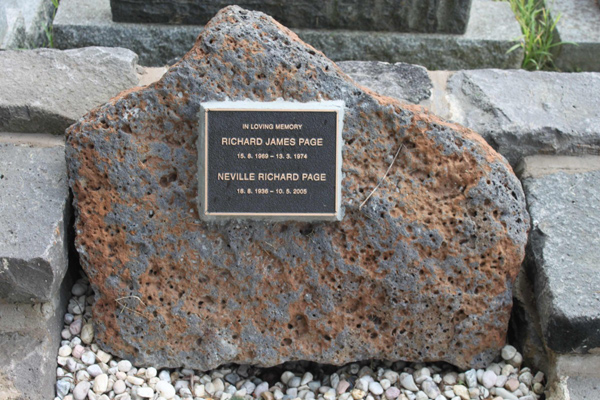 IN LOVING MEMORY
RICHARD JAMES PAGE
15. 8. 1969 – 13. 3. 1974
NEVILLE RICHARD PAGE
18. 8. 1936 – 10. 5. 2005